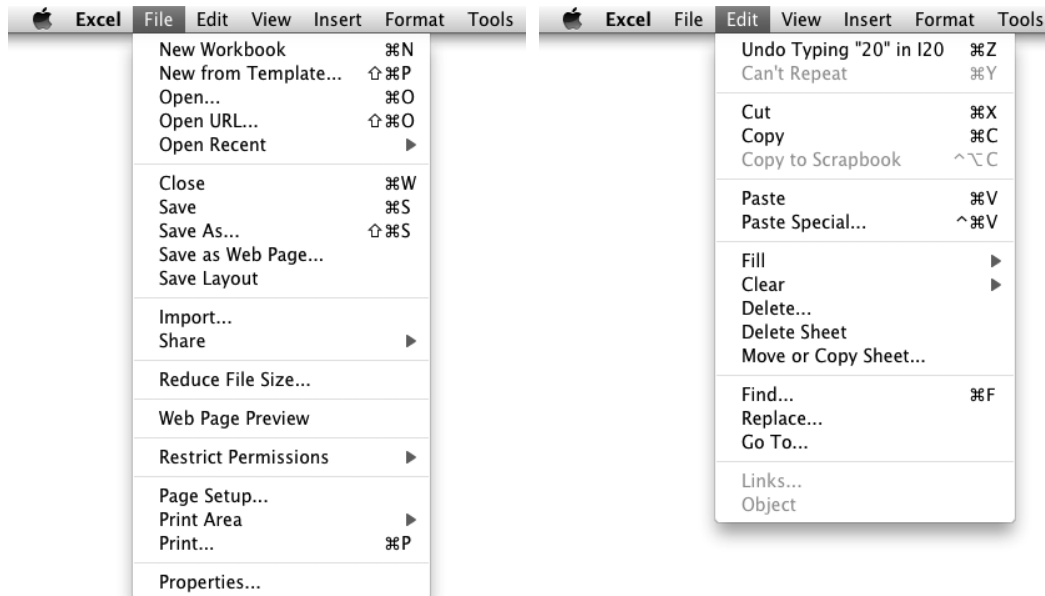 Excel File Edit View Insert Format Tools
New Workbook ⌘N
New from Template... ⇧⌘P
Open... ⌘O
Open URL... ⇧⌘O
Open Recent ▶
Close ⌘W
Save ⌘S
Save As... ⇧⌘S
Save as Web Page...
Save Layout
Import...
Share ▶
Reduce File Size...
Web Page Preview
Restrict Permissions ▶
Page Setup...
Print Area ▶
Print... ⌘P
Properties...
Excel File Edit View Insert Format Tools
Undo Typing "20" in I20 ⌘Z
Can't Repeat ⌘Y
Cut ⌘X
Copy ⌘C
Copy to Scrapbook ^⌥C
Paste ⌘V
Paste Special... ^⌘V
Fill ▶
Clear ▶
Delete...
Delete Sheet
Move or Copy Sheet...
Find... ⌘F
Replace...
Go To...
Links...
Object